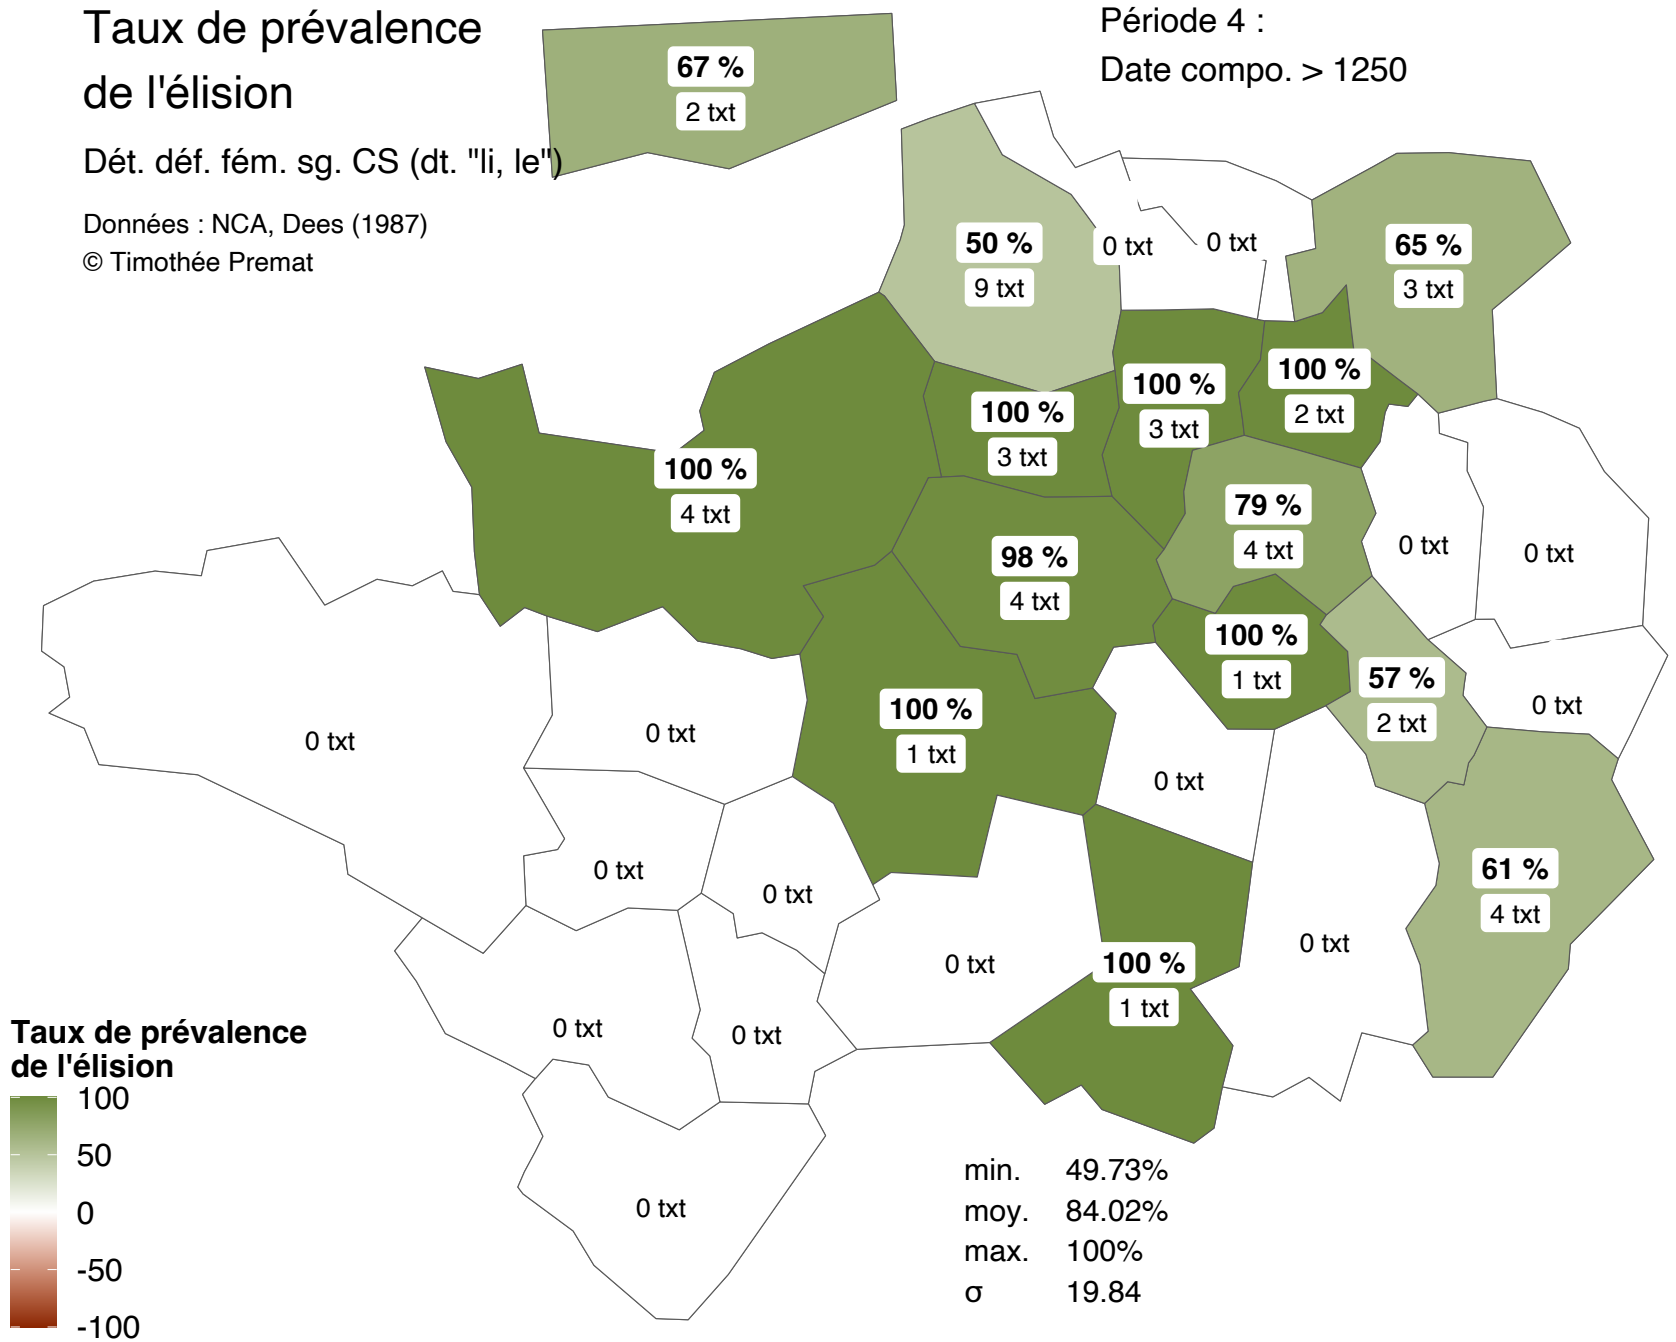 Taux de prévalence
de l'élision
Dét. déf. fém. sg. CS (dt. "li, le")
Données : NCA, Dees (1987)
© Timothée Premat
Période 4 :
Date compo. > 1250
67 %
2 txt
50 %
9 txt
0 txt
0 txt
65 %
3 txt
100 %
4 txt
100 %
3 txt
100 %
3 txt
100 %
2 txt
79 %
4 txt
0 txt
0 txt
98 %
4 txt
100 %
1 txt
57 %
2 txt
0 txt
0 txt
0 txt
100 %
1 txt
0 txt
0 txt
0 txt
61 %
4 txt
0 txt
100 %
1 txt
0 txt
0 txt
0 txt
0 txt
Taux de prévalence
de l'élision
100
50
0
-50
-100
min. 49.73%
moy. 84.02%
max. 100%
σ 19.84